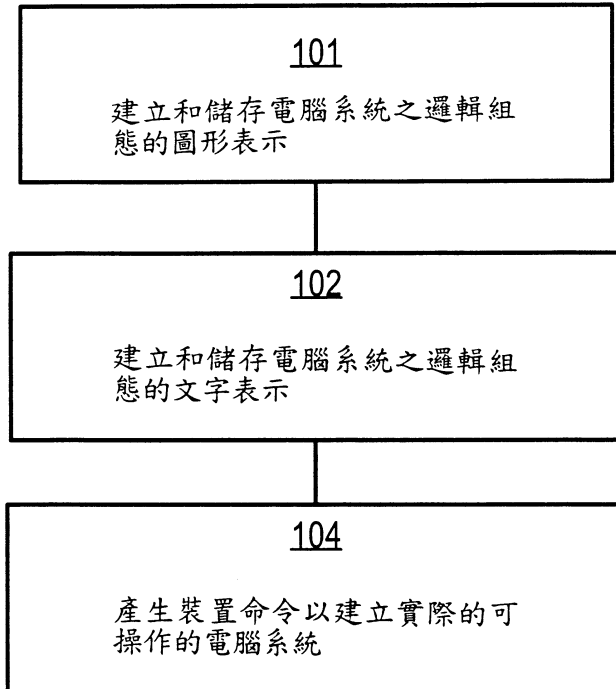 101
建立和儲存電腦系統之邏輯組
態的圖形表示
102
建立和儲存電腦系統之邏輯組
態的文字表示
104
產生裝置命令以建立實際的可
操作的電腦系統